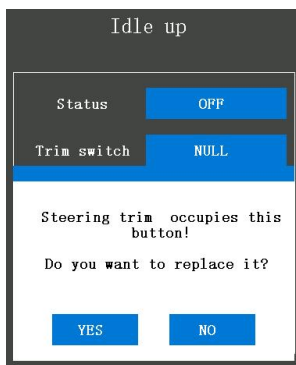 Idle up
Status OFF
Trim switch NULL
Steering trim occupies this
button!
Do you want to replace it?
YES NO